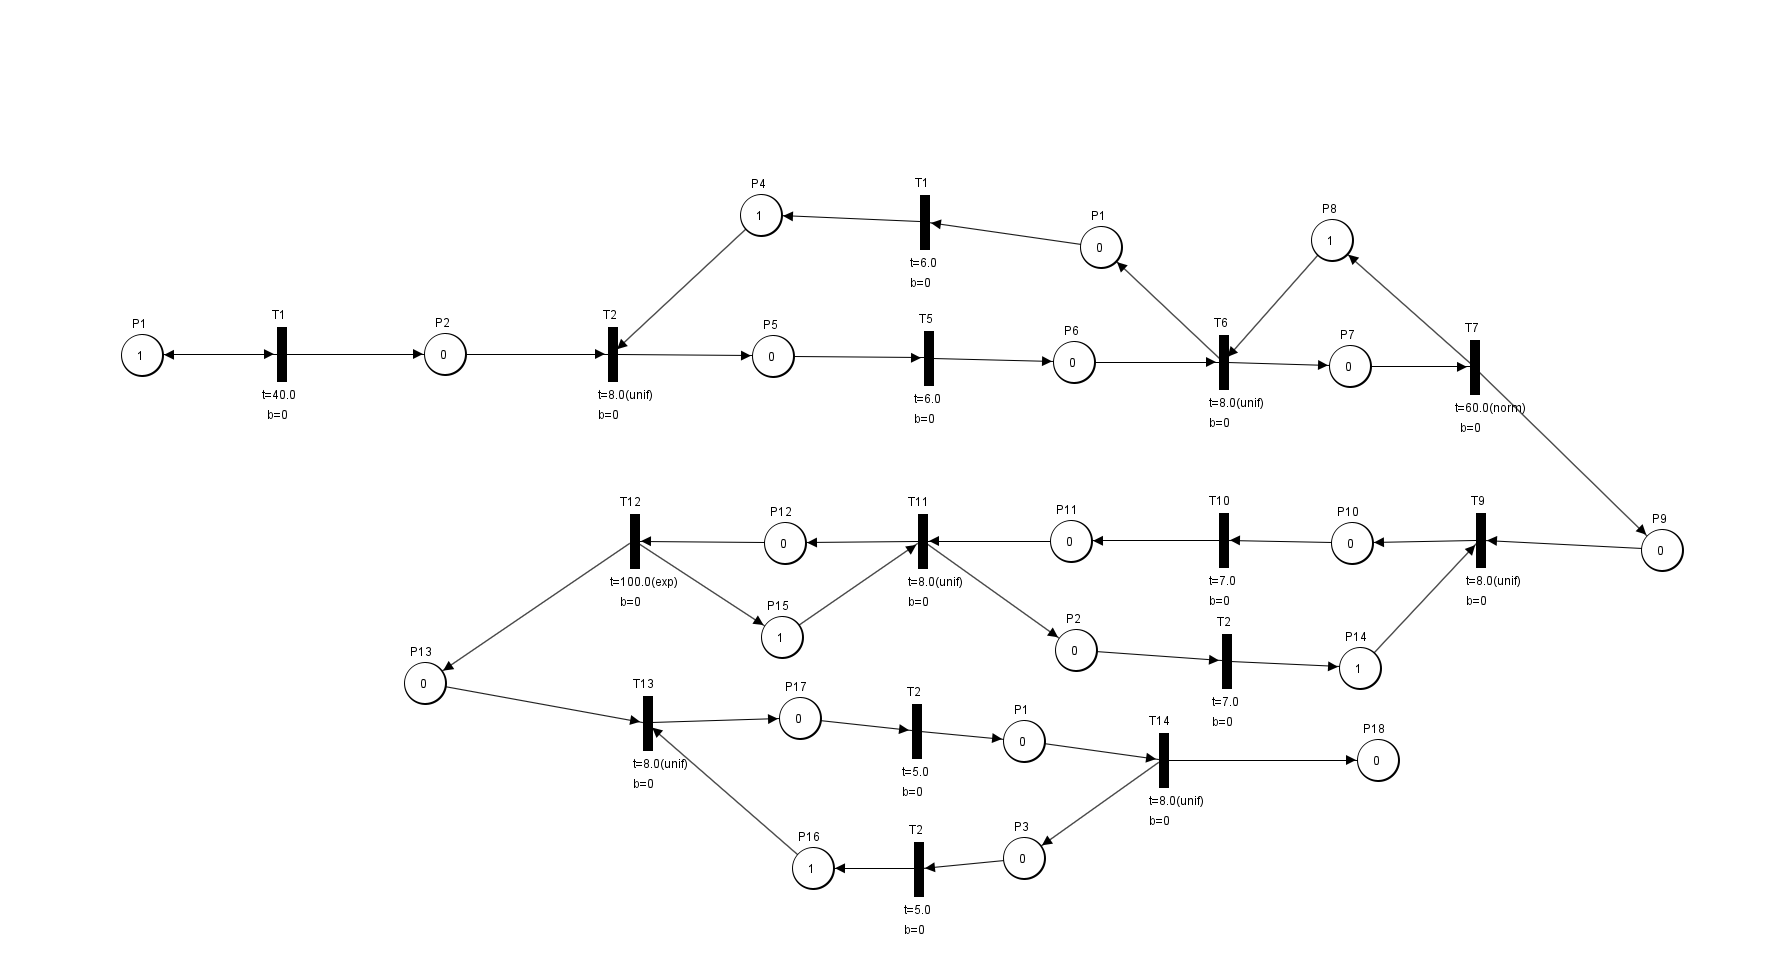 P4
T1
P1
P8
1
0
1
t=6.0
b=0
P1
T1
P2
T2
P5
T5
P6
T6
P7
T7
1
0
0
0
0
t=40.0
b=0
t=8.0(unif)
b=0
t=6.0
b=0
t=8.0(unif)
b=0
t=60.0(norm)
b=0
T12
P12
T11
P11
T10
P10
T9
P9
0
0
0
0
t=100.0(exp)
b=0
t=8.0(unif)
b=0
t=7.0
b=0
t=8.0(unif)
b=0
P15
1
P2
0
T2
P14
1
t=7.0
b=0
P13
0
T13
P17
0
T2
P1
0
T14
P18
0
t=8.0(unif)
b=0
t=5.0
b=0
t=8.0(unif)
b=0
P16
1
T2
P3
0
t=5.0
b=0